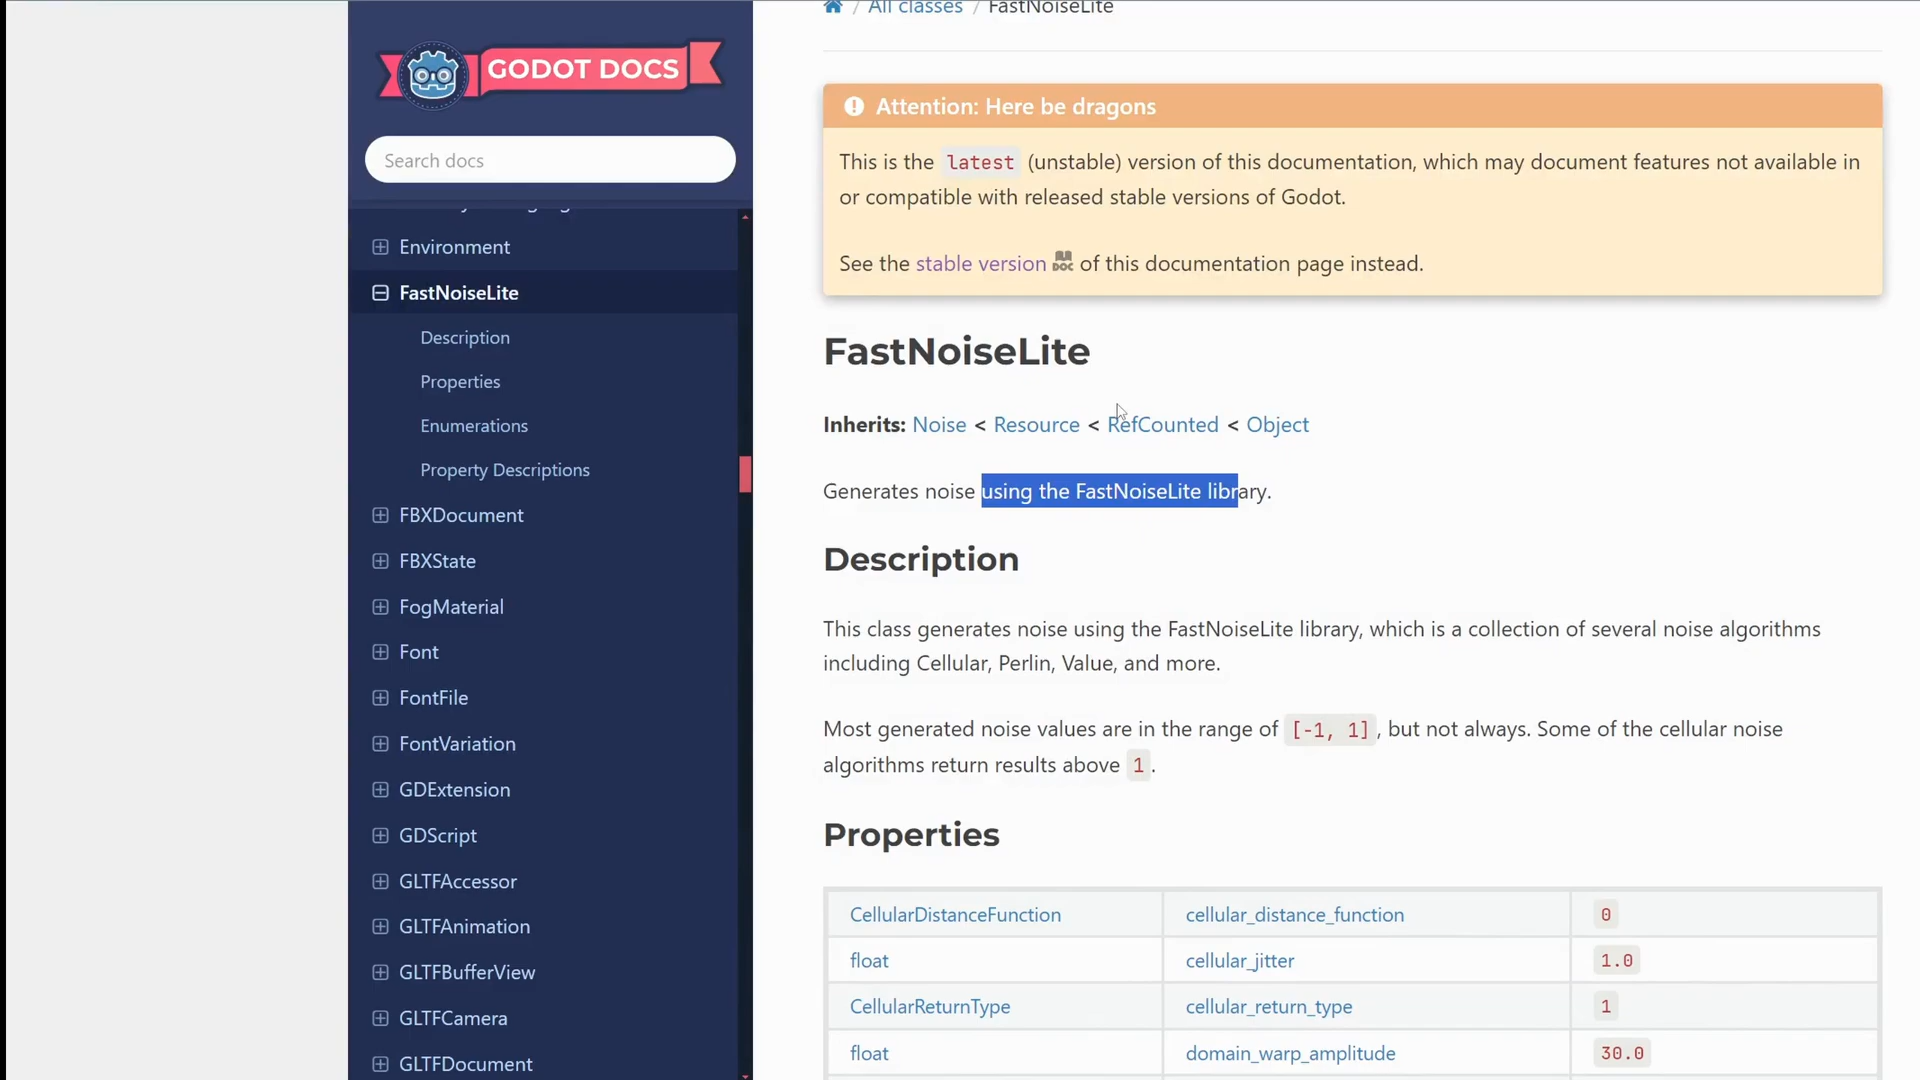 / All classes / FastNoiseLite
GODOT DOCS
Search docs
Environment
FastNoiseLite
Description
Properties
Enumerations
Property Descriptions
FBXDocument
FBXState
FogMaterial
Font
FontFile
FontVariation
GDExtension
GDScript
GLTFAccessor
GLTFAnimation
GLTFBufferView
GLTFCamera
GLTFDocument
Attention: Here be dragons
This is the latest (unstable) version of this documentation, which may document features not available in
or compatible with released stable versions of Godot.
See the stable version DOC of this documentation page instead.
FastNoiseLite
Inherits: Noise < Resource < RefCounted < Object
Generates noise using the FastNoiseLite library.
Description
This class generates noise using the FastNoiseLite library, which is a collection of several noise algorithms
including Cellular, Perlin, Value, and more.
Most generated noise values are in the range of [-1, 1], but not always. Some of the cellular noise
algorithms return results above 1.
Properties
CellularDistanceFunction cellular_distance_function 0
float cellular_jitter 1.0
CellularReturnType cellular_return_type 1
float domain_warp_amplitude 30.0